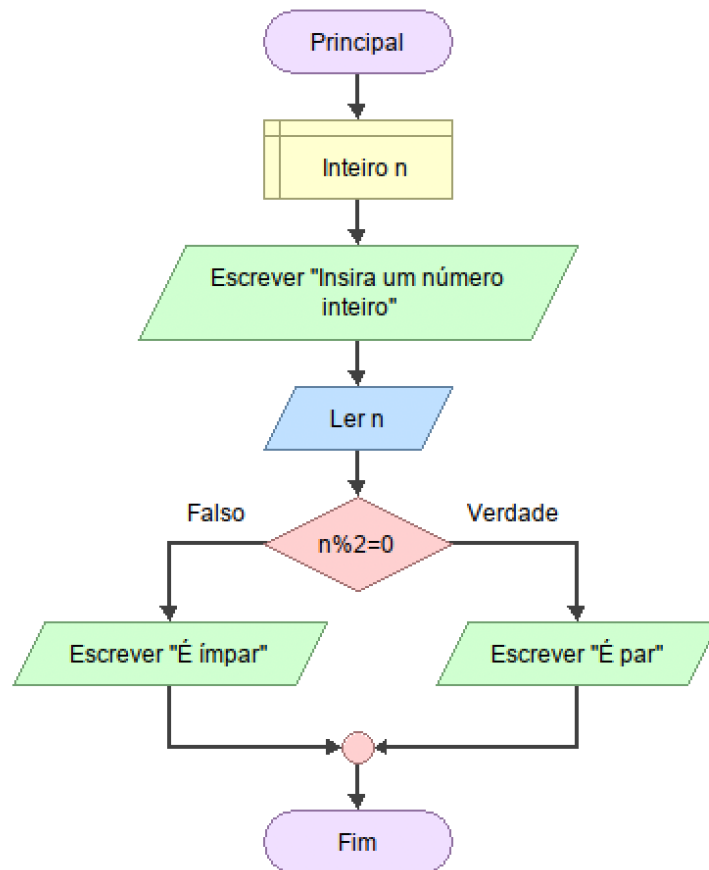 Principal
Inteiro n
Escrever "Insira um número
inteiro"
Ler n
Falso
Verdade
n%2=0
Escrever "É ímpar"
Escrever "É par"
Fim